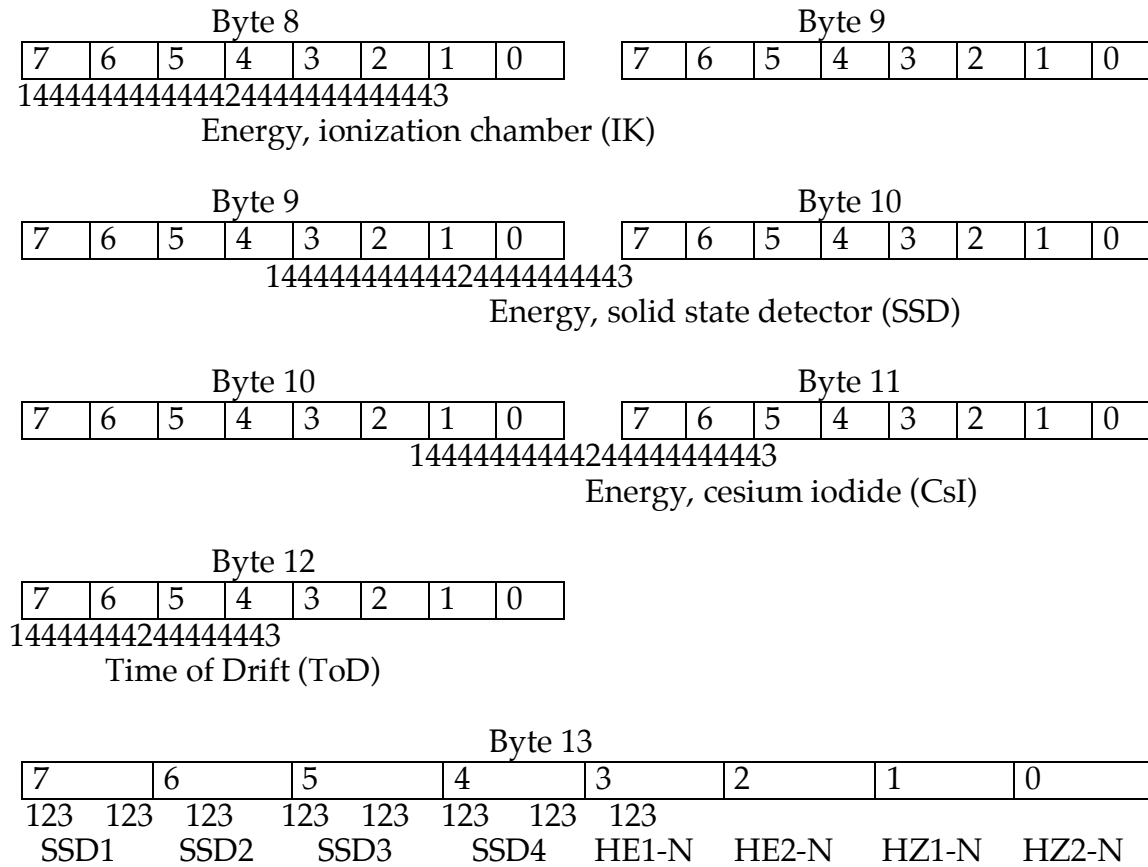 Byte 8 Byte 9
7 6 5 4 3 2 1 0 7 6 5 4 3 2 1 0
1444444444444244444444444443
Energy, ionization chamber (IK)
Byte 9 Byte 10
7 6 5 4 3 2 1 0 7 6 5 4 3 2 1 0
144444444444424444444443
Energy, solid state detector (SSD)
Byte 10 Byte 11
7 6 5 4 3 2 1 0 7 6 5 4 3 2 1 0
144444444444244444444443
Energy, cesium iodide (CsI)
Byte 12
7 6 5 4 3 2 1 0
144444442444444443
Time of Drift (ToD)
Byte 13
7 6 5 4 3 2 1 0
123 123 123 123 123 123 123 123
SSD1 SSD2 SSD3 SSD4 HE1-N HE2-N HZ1-N HZ2-N